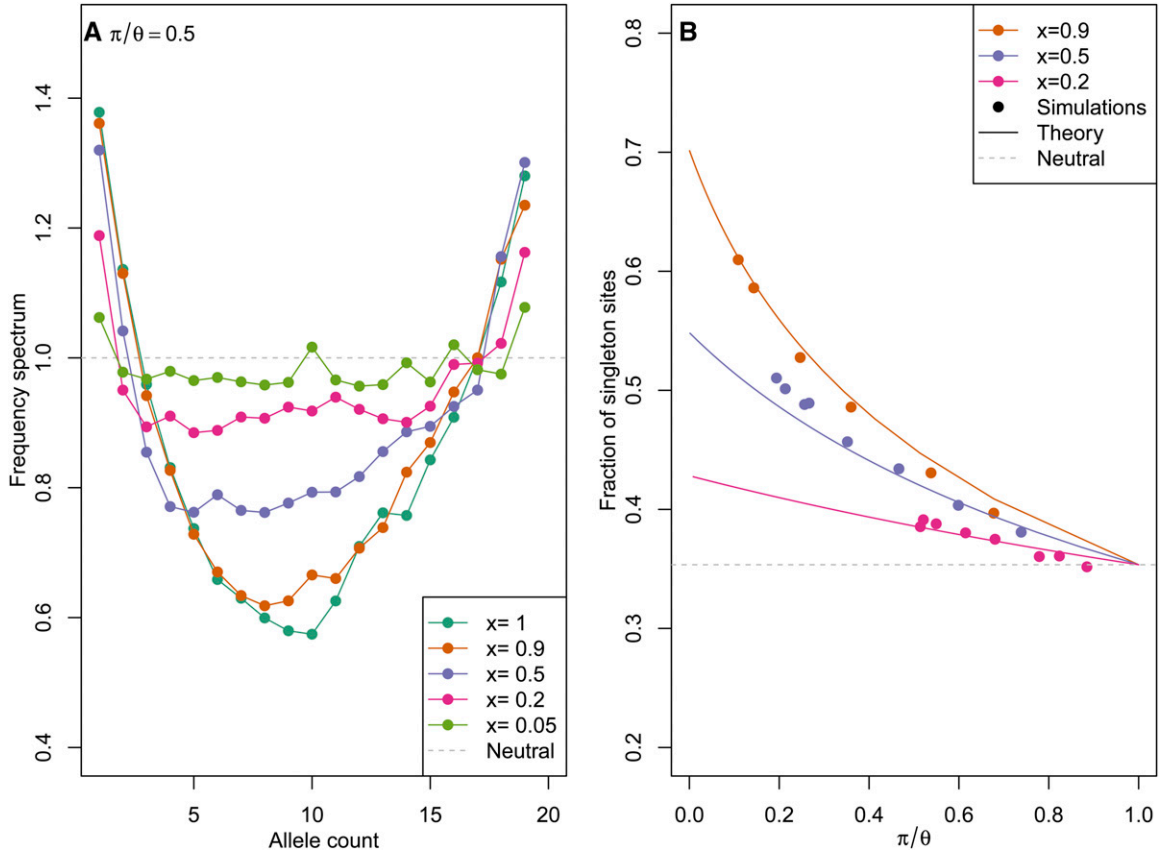 A π/θ = 0.5
Frequency spectrum
0.4
0.6
0.8
1.0
1.2
1.4
5
10
15
20
Allele count
x= 1
x= 0.9
x= 0.5
x= 0.2
x= 0.05
Neutral
B
Fraction of singleton sites
0.2
0.3
0.4
0.5
0.6
0.7
0.8
0.0
0.2
0.4
0.6
0.8
1.0
π/θ
x=0.9
x=0.5
x=0.2
Simulations
Theory
Neutral